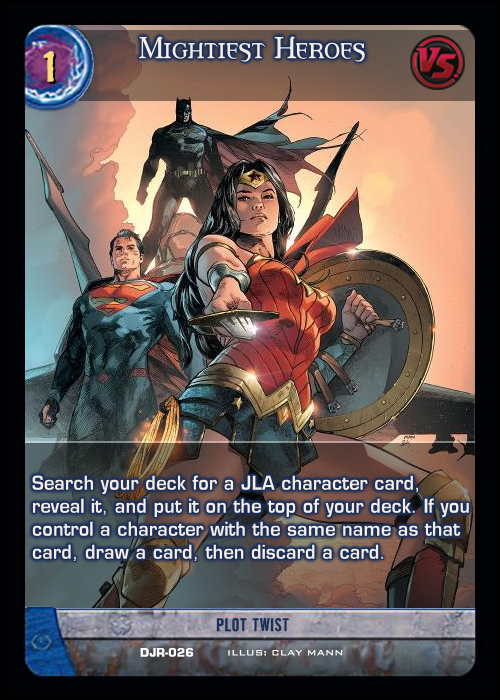 1
Mightiest Heroes
VS.
Search your deck for a JLA character card,
reveal it, and put it on the top of your deck. If you
control a character with the same name as that
card, draw a card, then discard a card.
PLOT TWIST
DJR-026 ILLUS: CLAY MANN